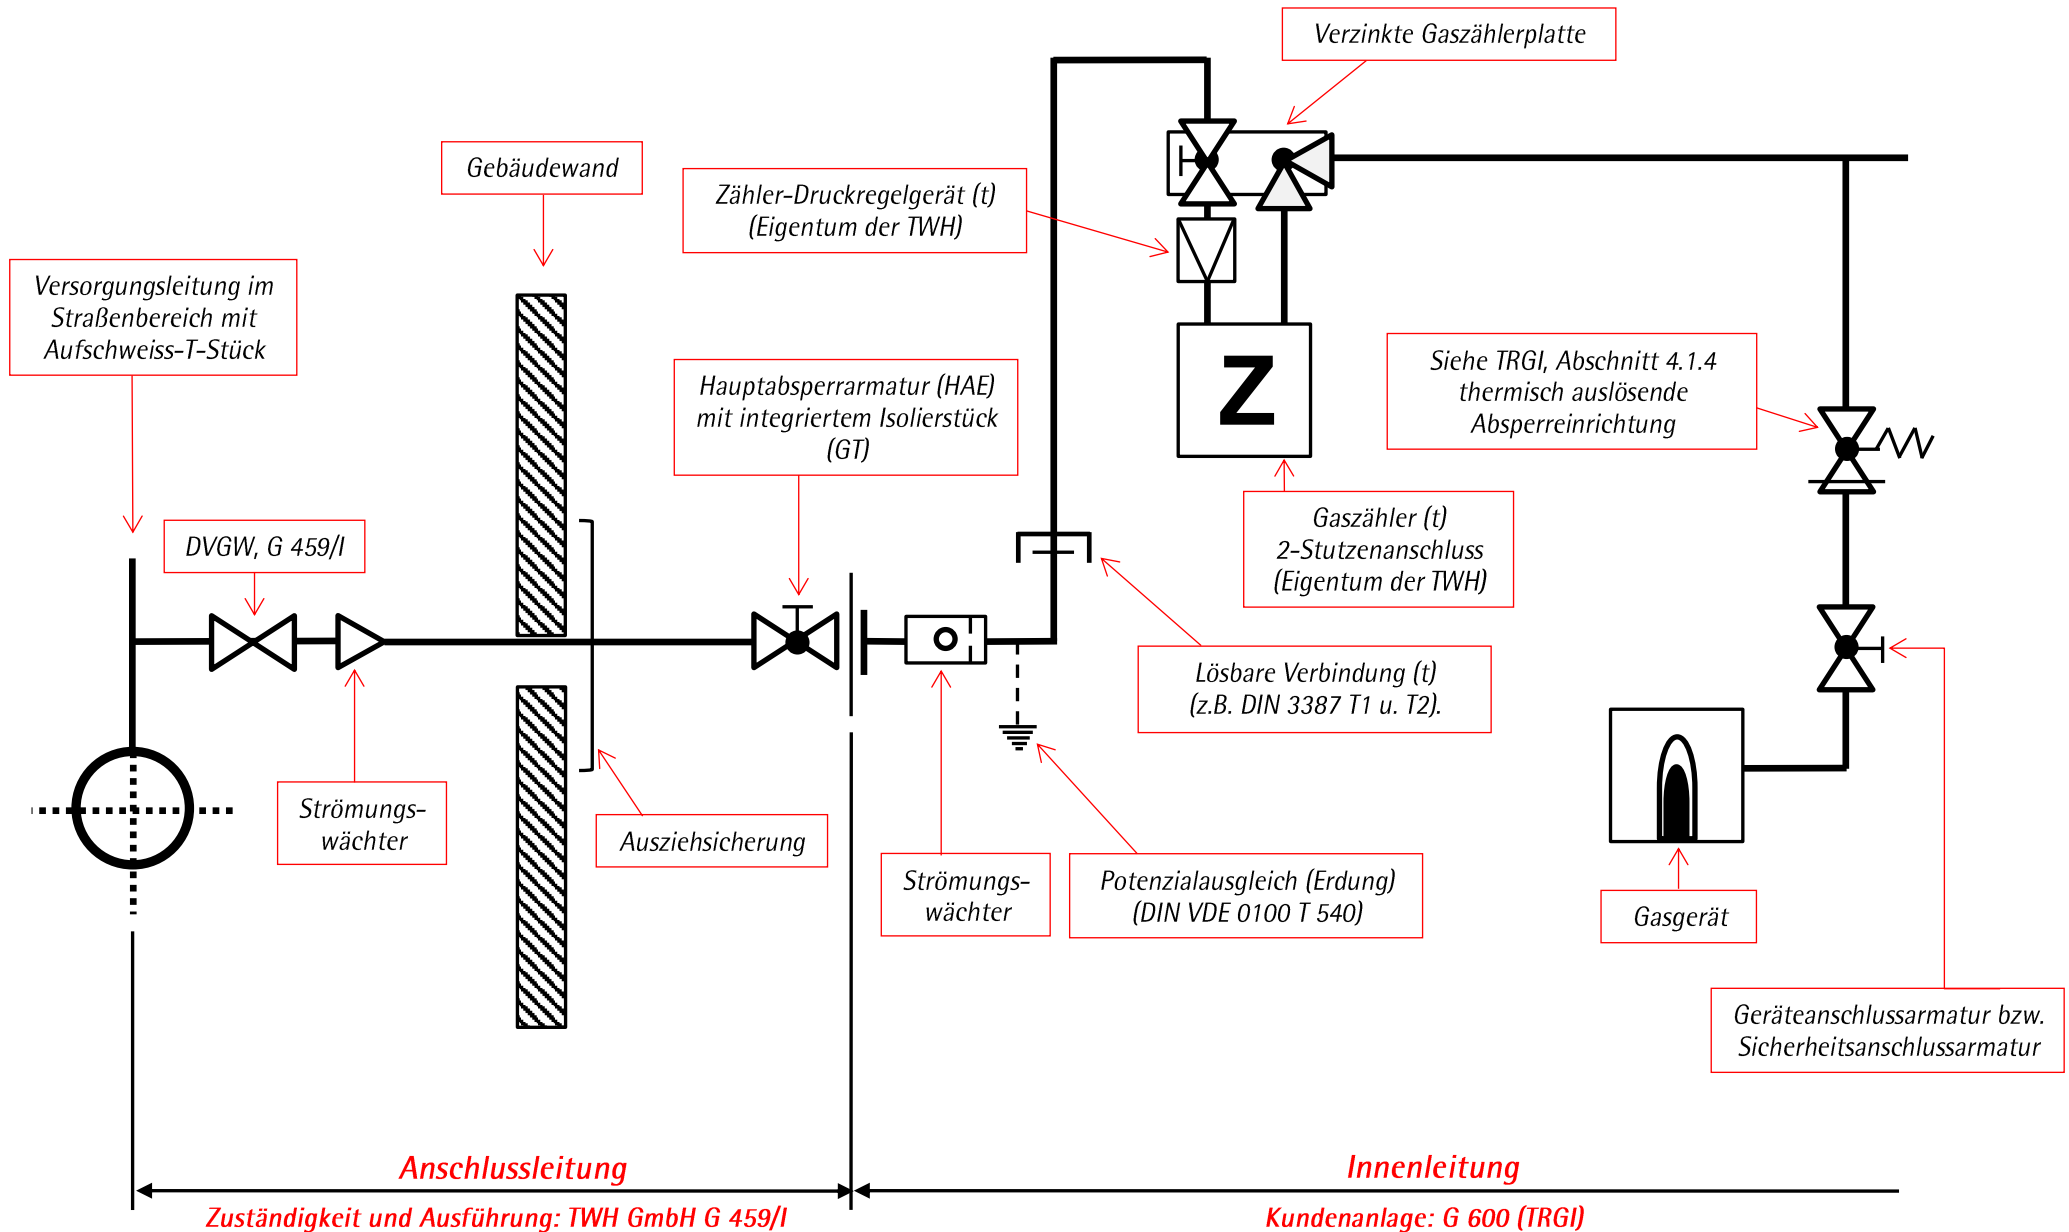 Verzinkte Gaszählerplatte
Gebäudewand
Zähler-Druckregelgerät (t)
(Eigentum der TWH)
Versorgungsleitung im
Straßenbereich mit
Aufschweiss-T-Stück
Hauptabsperrarmatur (HAE)
mit integriertem Isolierstück
(GT)
Z
Siehe TRGI, Abschnitt 4.1.4
thermisch auslösende
Absperreinrichtung
DVGW, G 459/I
Gaszähler (t)
2-Stutzenanschluss
(Eigentum der TWH)
Lösbare Verbindung (t)
(z.B. DIN 3387 T1 u. T2).
Strömungs-
wächter
Ausziehsicherung
Strömungs-
wächter
Potenzialausgleich (Erdung)
(DIN VDE 0100 T 540)
Gasgerät
Geräteanschlussarmatur bzw.
Sicherheitsanschlussarmatur
Anschlussleitung
Zuständigkeit und Ausführung: TWH GmbH G 459/I
Innenleitung
Kundenanlage: G 600 (TRGI)